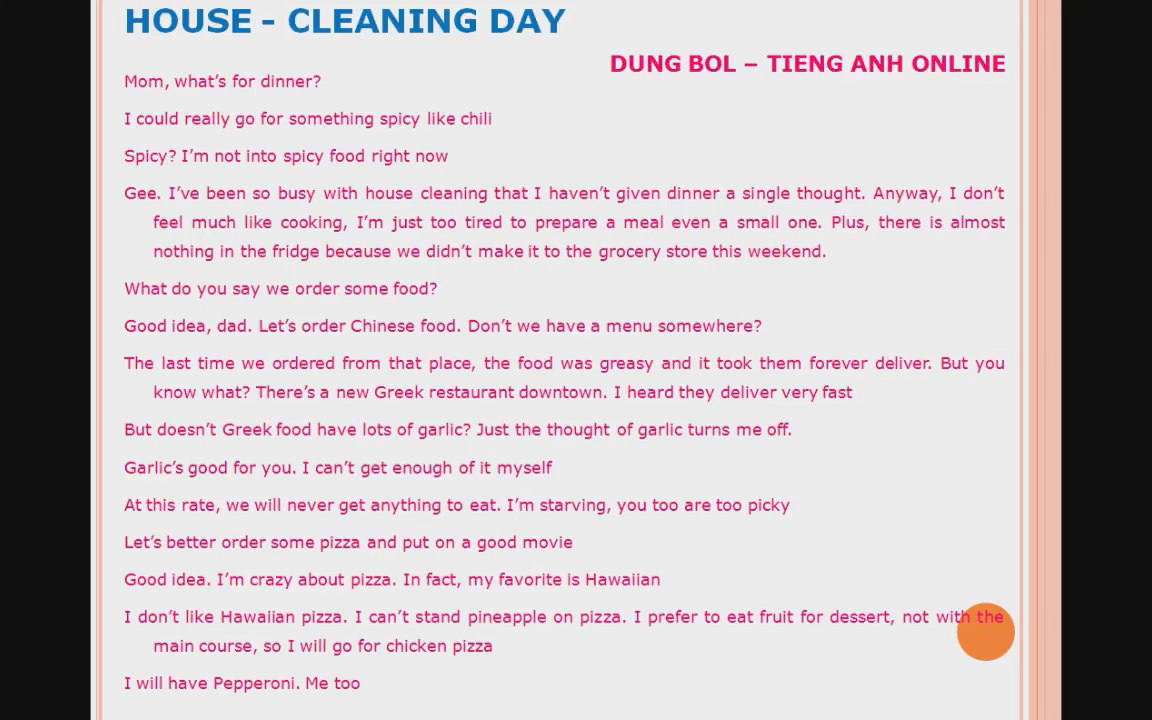 HOUSE - CLEANING DAY
DUNG BOL – TIENG ANH ONLINE
Mom, what's for dinner?
I could really go for something spicy like chili
Spicy? I'm not into spicy food right now
Gee. I've been so busy with house cleaning that I haven't given dinner a single thought. Anyway, I don't
feel much like cooking, I'm just too tired to prepare a meal even a small one. Plus, there is almost
nothing in the fridge because we didn't make it to the grocery store this weekend.
What do you say we order some food?
Good idea, dad. Let's order Chinese food. Don't we have a menu somewhere?
The last time we ordered from that place, the food was greasy and it took them forever deliver. But you
know what? There's a new Greek restaurant downtown. I heard they deliver very fast
But doesn't Greek food have lots of garlic? Just the thought of garlic turns me off.
Garlic's good for you. I can't get enough of it myself
At this rate, we will never get anything to eat. I'm starving, you too are too picky
Let's better order some pizza and put on a good movie
Good idea. I'm crazy about pizza. In fact, my favorite is Hawaiian
I don't like Hawaiian pizza. I can't stand pineapple on pizza. I prefer to eat fruit for dessert, not with the
main course, so I will go for chicken pizza
I will have Pepperoni. Me too